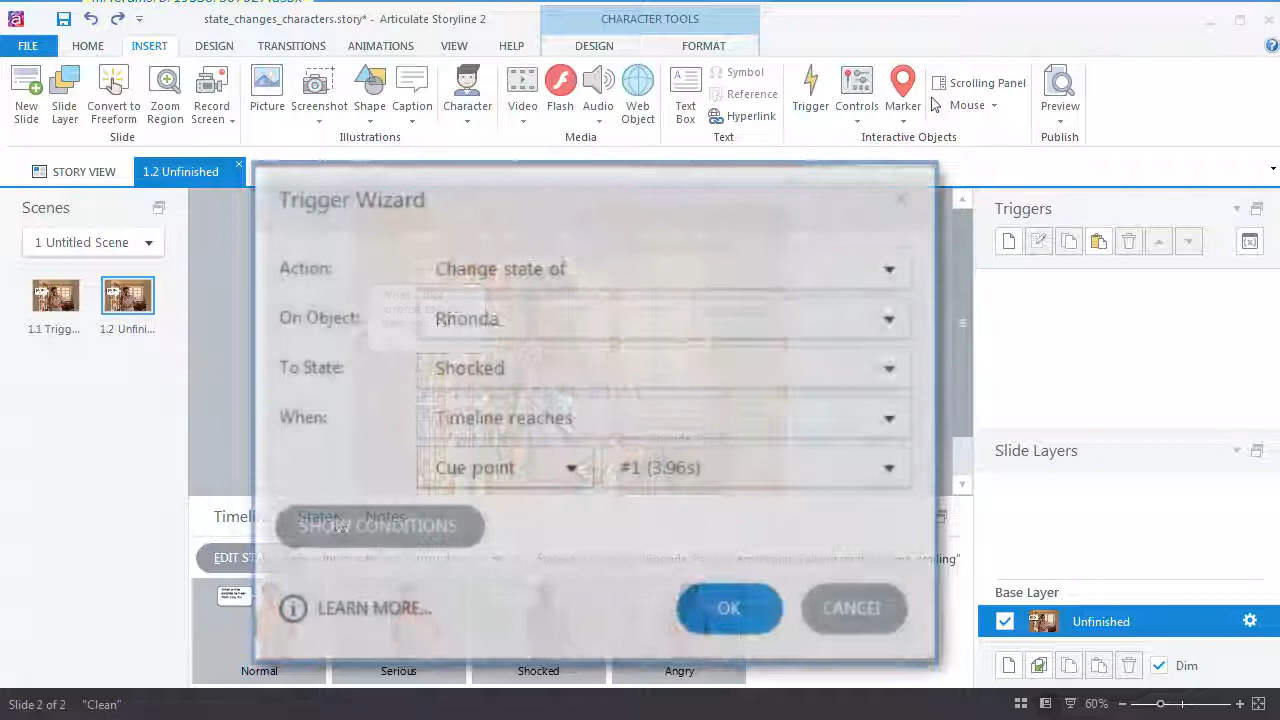 state_changes_characters.story* - Articulate Storyline 2
CHARACTER TOOLS
FILE HOME INSERT DESIGN TRANSITIONS ANIMATIONS VIEW HELP DESIGN FORMAT
New Slide
Slide Layer
Convert to Freeform
Zoom Region
Record Screen
Picture
Screenshot
Shape
Caption
Character
Video
Flash
Audio
Web Object
Text Box
Symbol
Reference
Hyperlink
Trigger
Controls
Marker
Scrolling Panel
Mouse
Preview
Slide
Illustrations
Media
Text
Interactive Objects
Publish
STORY VIEW
1.2 Unfinished
Scenes
1 Untitled Scene
1.1 Trigg...
1.2 Unfini...
Trigger Wizard
Action: Change state of
On Object: Rhonda
To State: Shocked
When: Timeline reaches
Cue point #1 (3.96s)
SHOW CONDITIONS
LEARN MORE...
OK
CANCEL
States
Notes
Normal
Serious
Shocked
Angry
Triggers
Slide Layers
Base Layer
Unfinished
Dim
Slide 2 of 2 "Clean"
60%